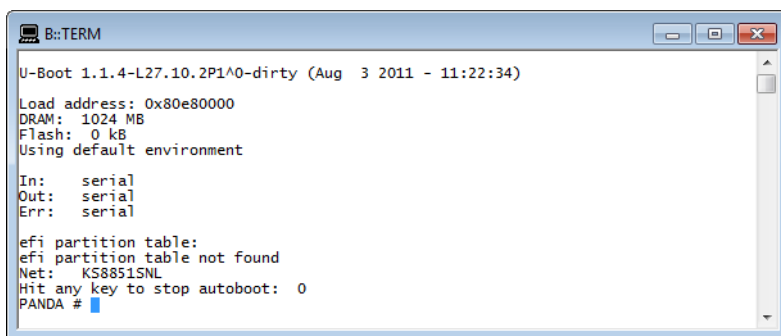 B::TERM
U-Boot 1.1.4-L27.10.2P1^0-dirty (Aug  3 2011 - 11:22:34)
Load address: 0x80e80000
DRAM:  1024 MB
Flash:  0 kB
Using default environment
In:    serial
Out:   serial
Err:   serial
efi partition table:
efi partition table not found
Net:   KS8851SNL
Hit any key to stop autoboot:  0
PANDA #